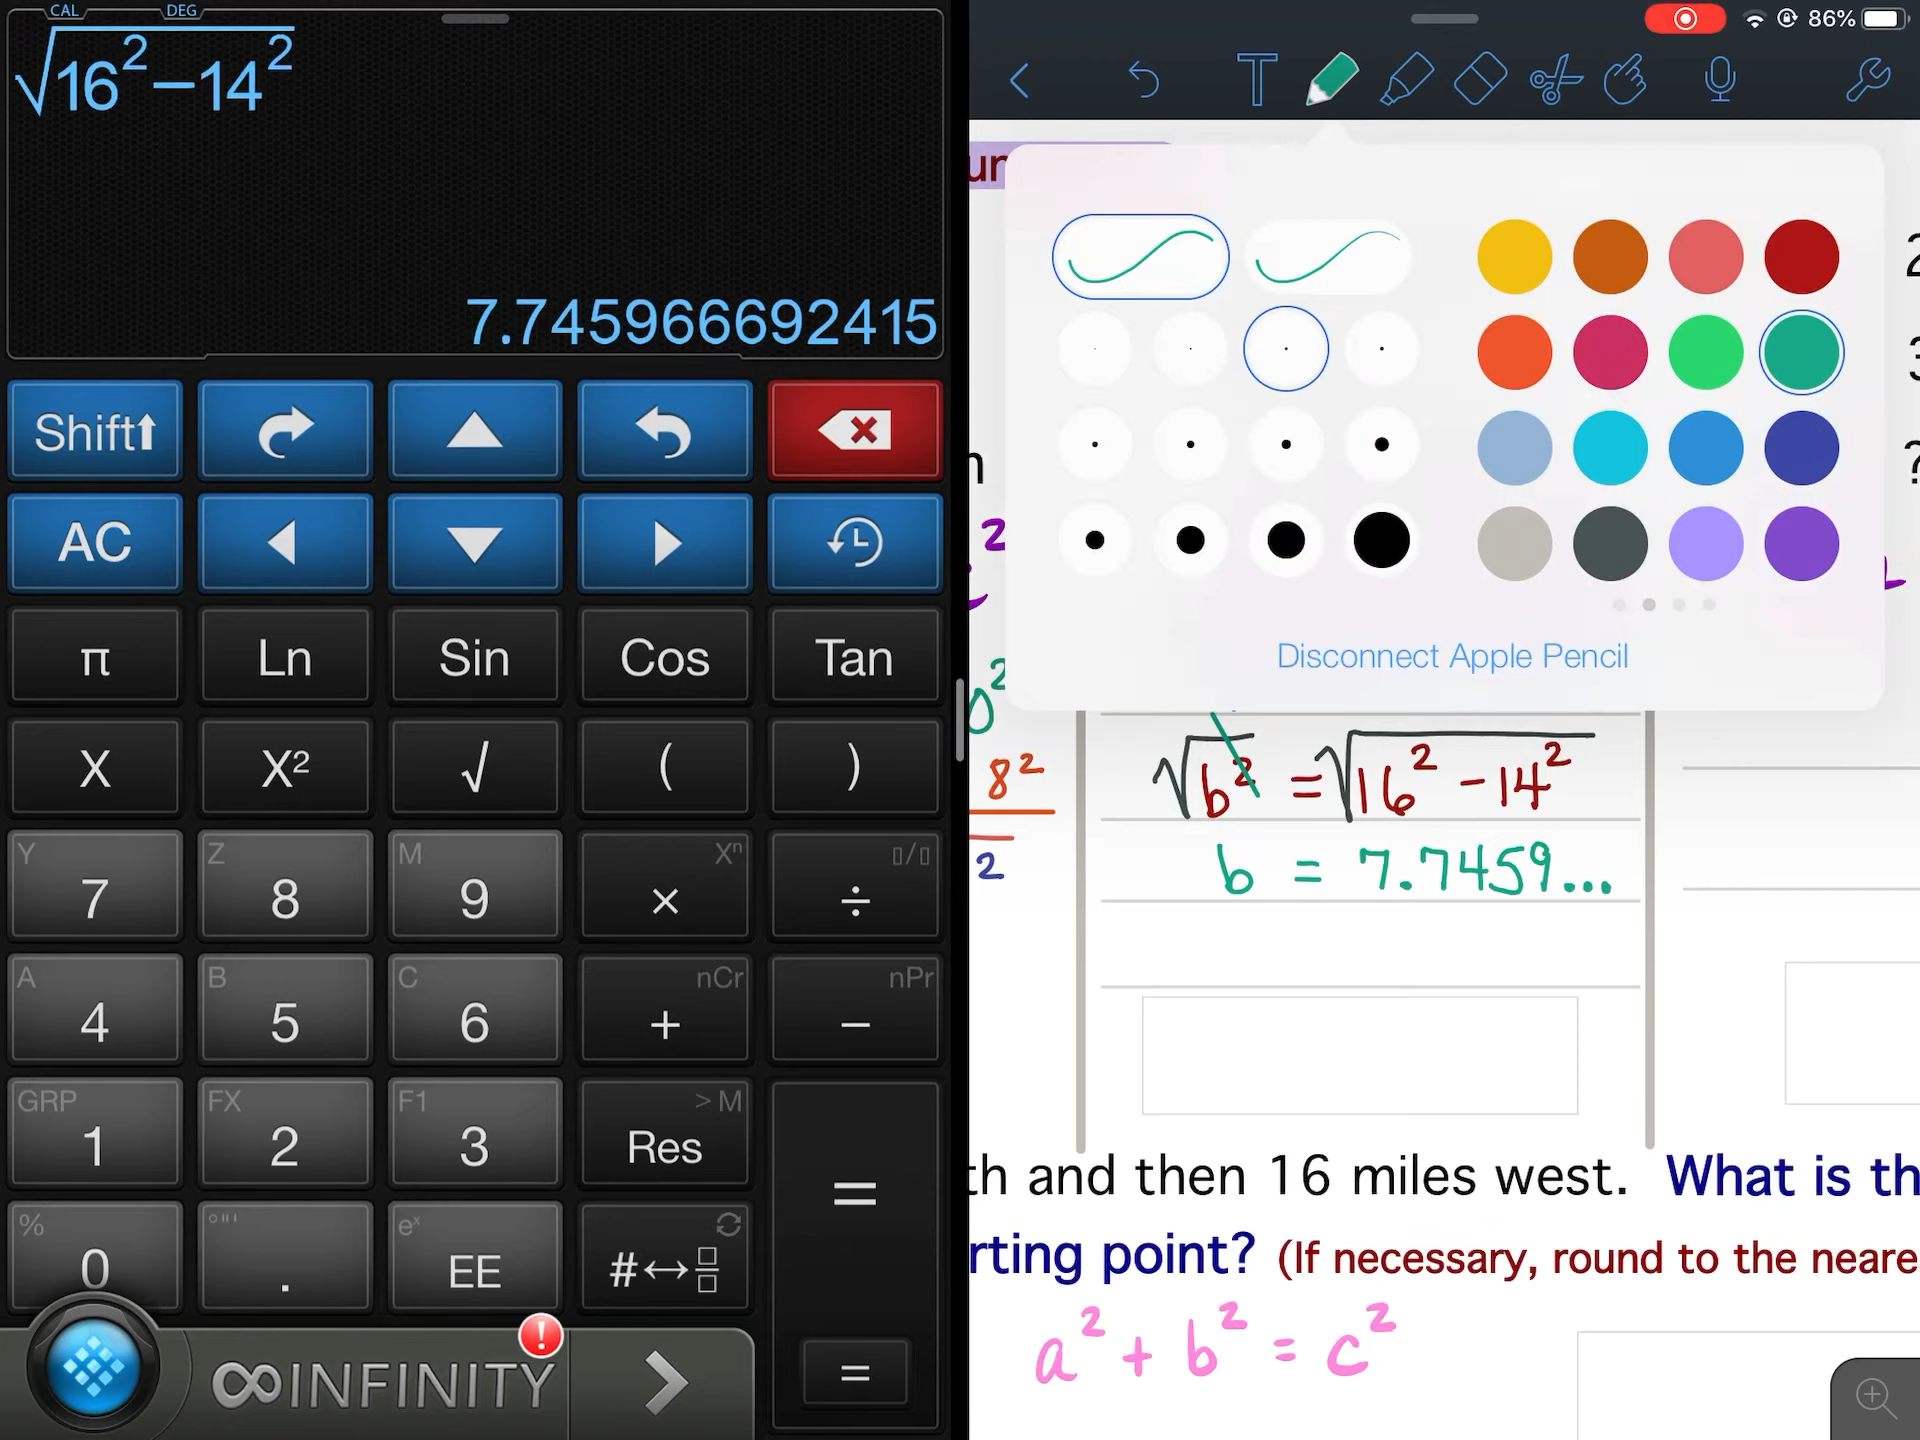 CAL DEG
√16²−14²
7.745966692415
Shift
AC
π Ln Sin Cos Tan
X X² √ ( )
Y 7 Z 8 M 9 Xⁿ × ▯/▯ ÷
A 4 B 5 C 6 nCr + nPr −
GRP 1 FX 2 F1 3 > M Res =
% 0 °''' . eˣ EE #↔▯/▯
∞INFINITY ! =
86%
T
Disconnect Apple Pencil
√b² = √16² − 14²
b = 7.7459...
8²
2
th and then 16 miles west. What is th
rting point? (If necessary, round to the neare
a² + b² = c²